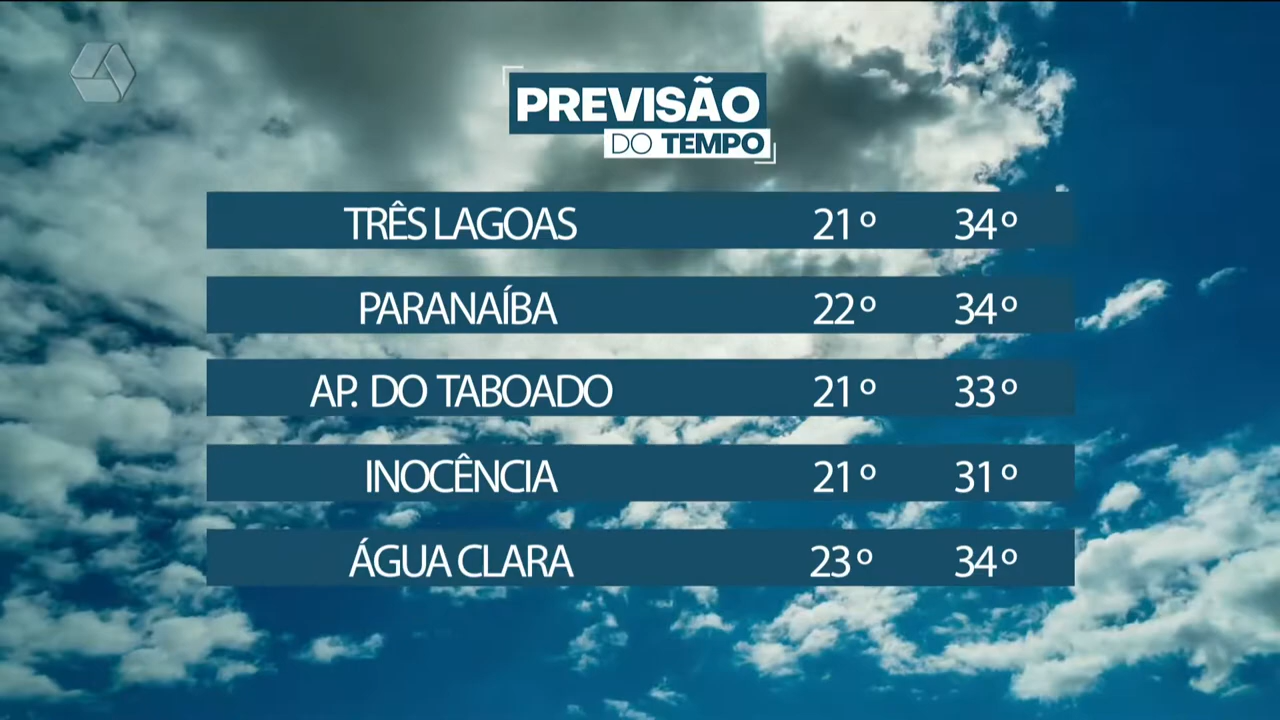 PREVISÃO
DO TEMPO
TRÊS LAGOAS 21º 34º
PARANAÍBA 22º 34º
AP. DO TABOADO 21º 33º
INOCÊNCIA 21º 31º
ÁGUA CLARA 23º 34º